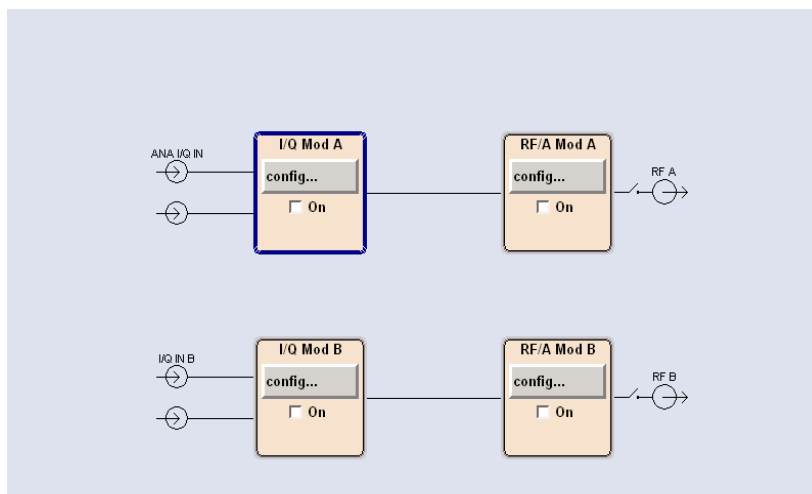 I/Q Mod A
RF/A Mod A
ANA I/Q IN
config...
config...
RF A
On
On
I/Q Mod B
RF/A Mod B
I/Q IN B
config...
config...
RF B
On
On